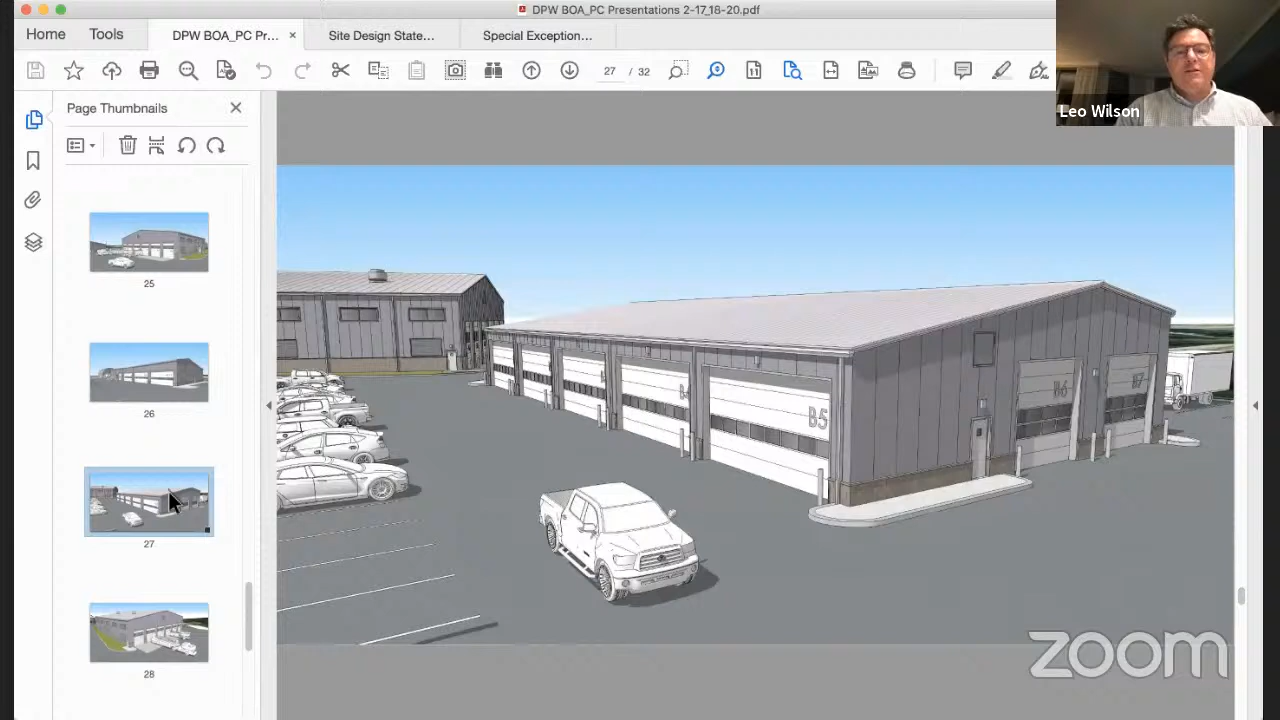 DPW BOA_PC Presentations 2-17_18-20.pdf
Home
Tools
DPW BOA_PC Pr... ×
Site Design State...
Special Exception...
27 / 32
Leo Wilson
Page Thumbnails
25
26
27
28
B5
B6
B7
zoom